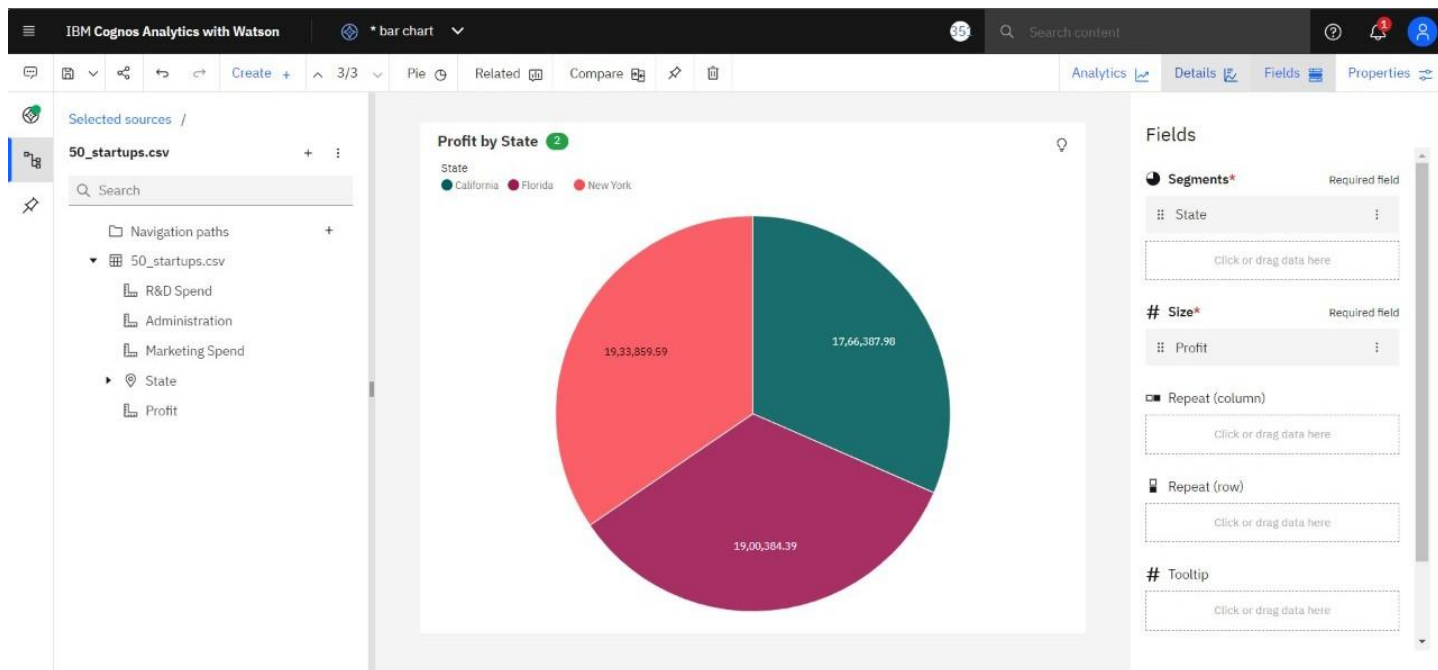 IBM Cognos Analytics with Watson
* bar chart
Search content
1
Create +
3/3
Pie
Related
Compare
Analytics
Details
Fields
Properties
Selected sources /
50_startups.csv
Search
Navigation paths
50_startups.csv
R&D Spend
Administration
Marketing Spend
State
Profit
Profit by State 2
State
California Florida New York
17,66,387.98
19,33,859.59
19,00,384.39
Fields
Segments* Required field
State
Click or drag data here
# Size* Required field
Profit
Repeat (column)
Click or drag data here
Repeat (row)
Click or drag data here
# Tooltip
Click or drag data here